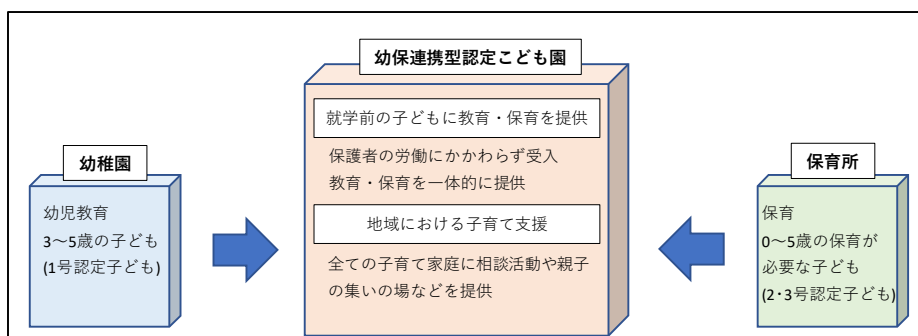 幼保連携型認定こども園
就学前の子どもに教育・保育を提供
保護者の労働にかかわらず受入
教育・保育を一体的に提供
地域における子育て支援
全ての子育て家庭に相談活動や親子
の集いの場などを提供
幼稚園
幼児教育
3～5歳の子ども
(1号認定子ども)
保育所
保育
0～5歳の保育が
必要な子ども
(2・3号認定子ども)